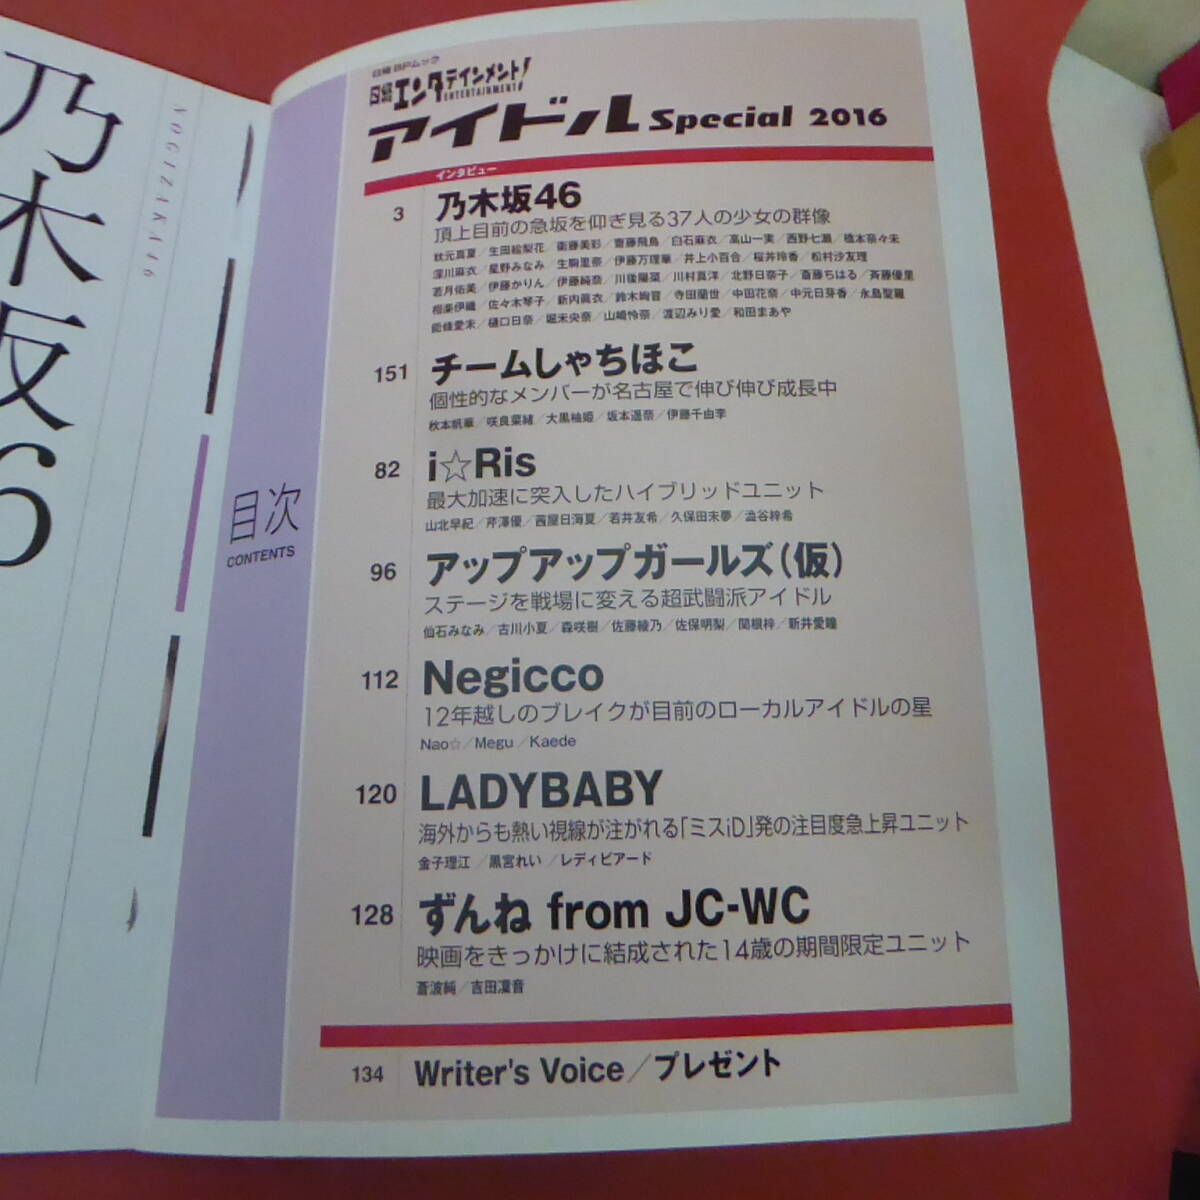 乃木坂46
NOGIZAKA46
目次
CONTENTS
日経BPムック
日経エンタテインメント!
ENTERTAINMENT!
アイドル Special 2016
インタビュー
3 乃木坂46
頂上目前の急坂を仰ぎ見る37人の少女の群像
秋元真夏/生田絵梨花/衛藤美彩/齋藤飛鳥/白石麻衣/高山一実/西野七瀬/橋本奈々未
深川麻衣/星野みなみ/生駒里奈/伊藤万理華/井上小百合/桜井玲香/松村沙友理
若月佑美/伊藤かりん/伊藤純奈/川後陽菜/川村真洋/北野日奈子/斎藤ちはる/斉藤優里
相楽伊織/佐々木琴子/新内眞衣/鈴木絢音/寺田蘭世/中田花奈/中元日芽香/永島聖羅
能條愛未/樋口日奈/堀未央奈/山崎怜奈/渡辺みり愛/和田まあや
151 チームしゃちほこ
個性的なメンバーが名古屋で伸び伸び成長中
秋本帆華/咲良菜緒/大黒柚姫/坂本遥奈/伊藤千由李
82 i☆Ris
最大加速に突入したハイブリッドユニット
山北早紀/芹澤優/茜屋日海夏/若井友希/久保田未夢/澁谷梓希
96 アップアップガールズ(仮)
ステージを戦場に変える超武闘派アイドル
仙石みなみ/古川小夏/森咲樹/佐藤綾乃/佐保明梨/関根梓/新井愛瞳
112 Negicco
12年越しのブレイクが目前のローカルアイドルの星
Nao☆/Megu/Kaede
120 LADYBABY
海外からも熱い視線が注がれる「ミスiD」発の注目度急上昇ユニット
金子理江/黒宮れい/レディビアード
128 ずんね from JC-WC
映画をきっかけに結成された14歳の期間限定ユニット
蒼波純/吉田凜音
134 Writer's Voice/プレゼント